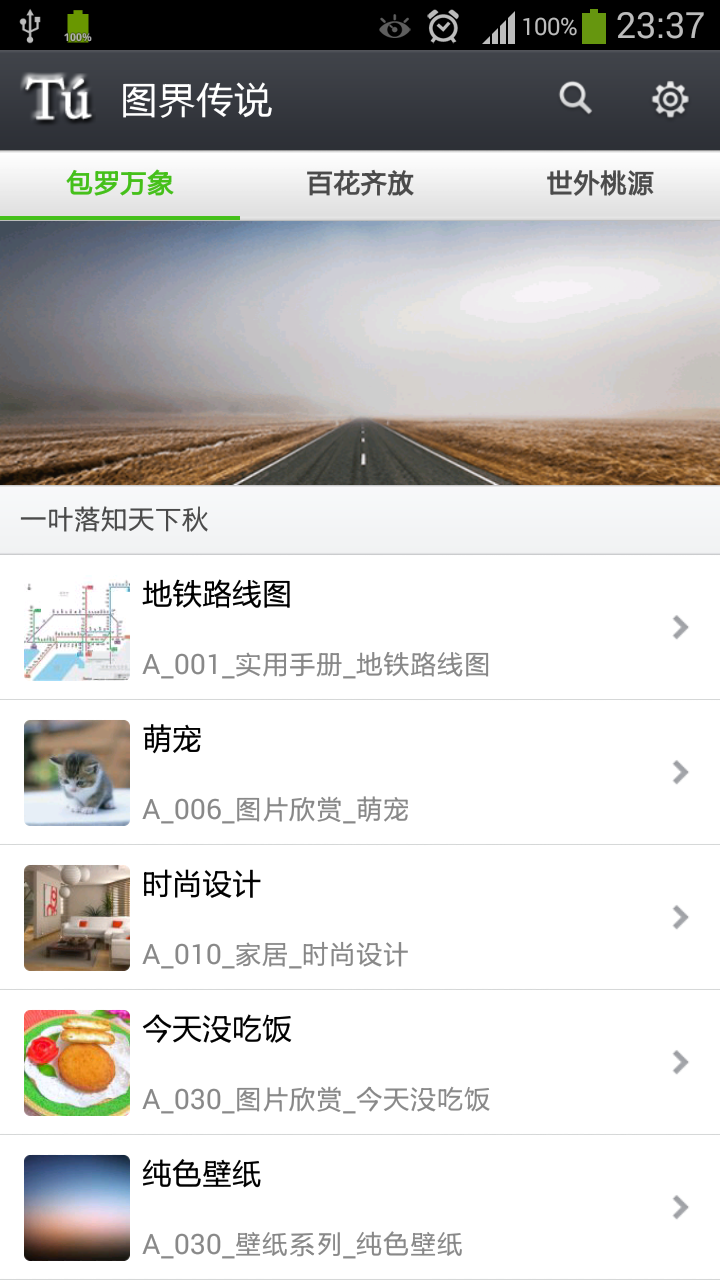 100%
100%
23:37
Tú
图界传说
包罗万象
百花齐放
世外桃源
一叶落知天下秋
地铁路线图
A_001_实用手册_地铁路线图
萌宠
A_006_图片欣赏_萌宠
时尚设计
A_010_家居_时尚设计
今天没吃饭
A_030_图片欣赏_今天没吃饭
纯色壁纸
A_030_壁纸系列_纯色壁纸